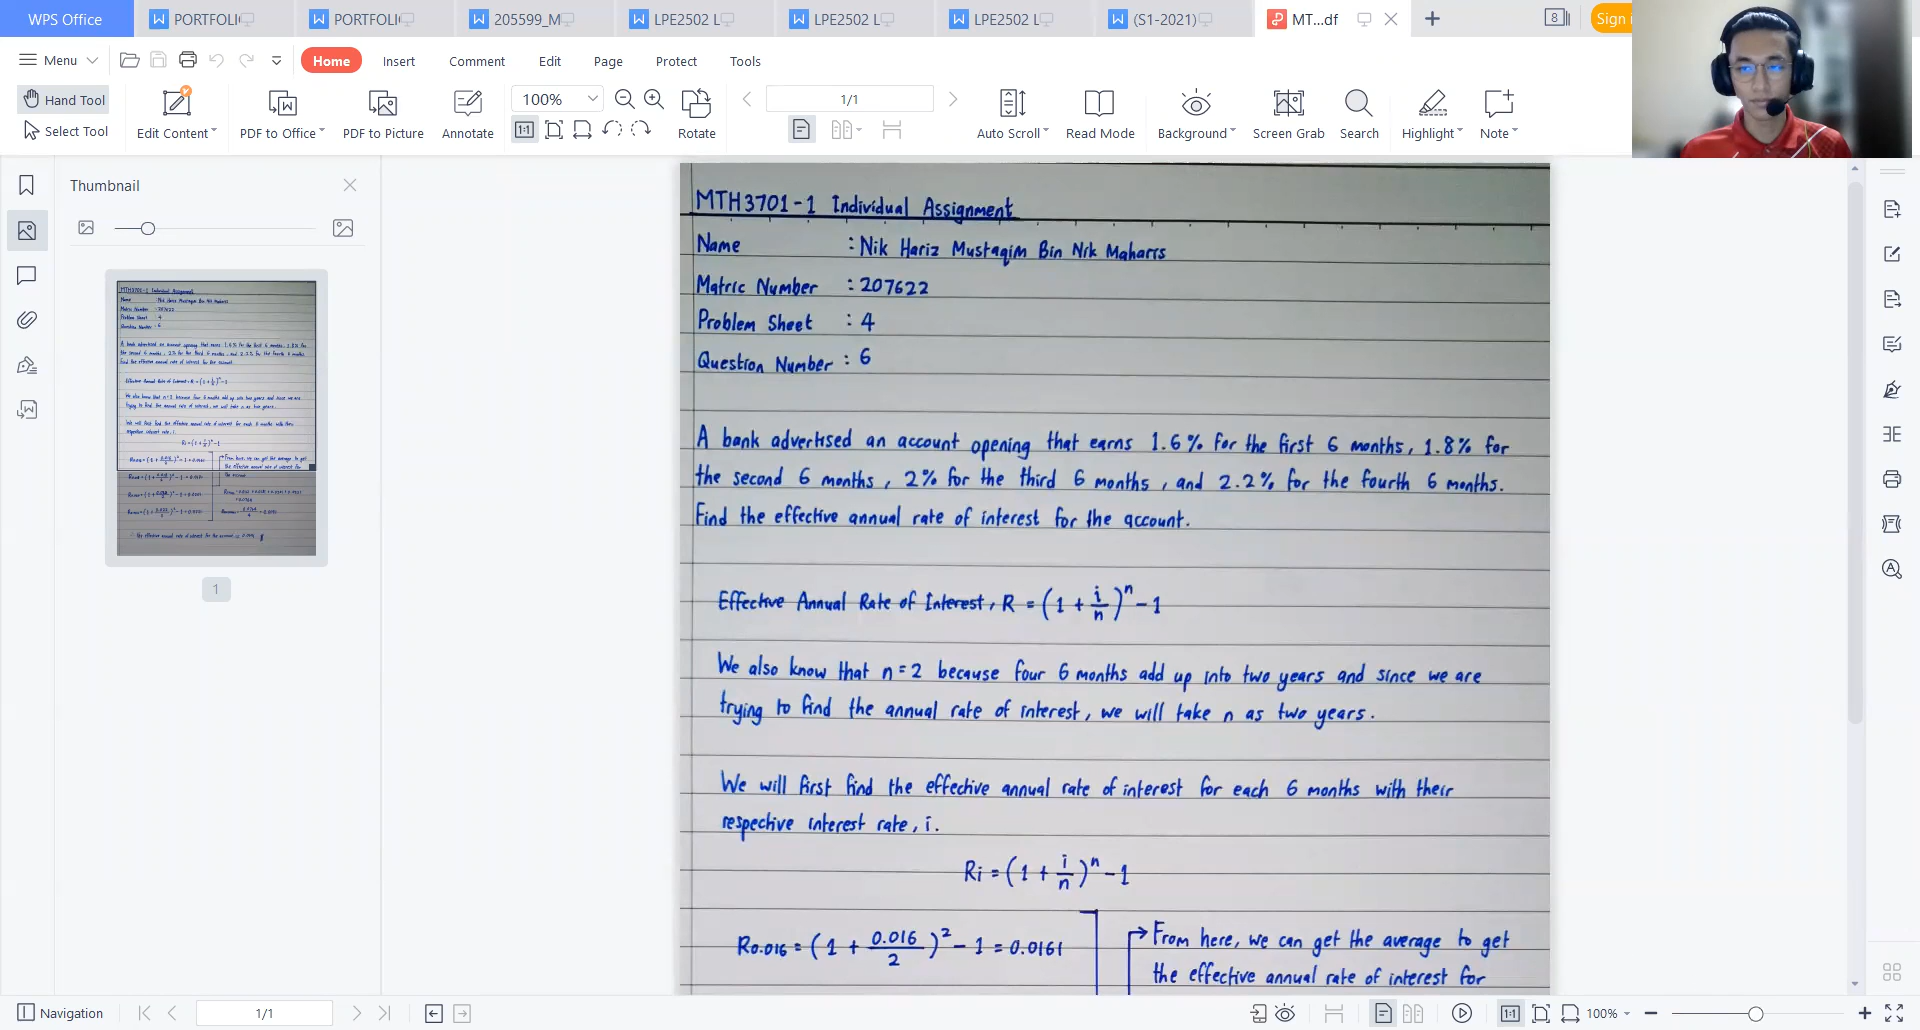 WPS Office
PORTFOLI
PORTFOLI
205599_M
LPE2502 L
LPE2502 L
LPE2502 L
(S1-2021)
MT...df
8
Sign i
Menu
Home
Insert
Comment
Edit
Page
Protect
Tools
Hand Tool
Select Tool
Edit Content
PDF to Office
PDF to Picture
Annotate
100%
1:1
Rotate
1/1
Auto Scroll
Read Mode
Background
Screen Grab
Search
Highlight
Note
Thumbnail
1
MTH3701-1 Individual Assignment
Name : Nik Hariz Mustaqim Bin Nik Maharis
Matric Number : 207622
Problem Sheet : 4
Question Number : 6
A bank advertised an account opening that earns 1.6% for the first 6 months, 1.8% for
the second 6 months, 2% for the third 6 months, and 2.2% for the fourth 6 months.
Find the effective annual rate of interest for the account.
Effective Annual Rate of Interest, R = (1 + i/n)^n - 1
We also know that n = 2 because four 6 months add up into two years and since we are
trying to find the annual rate of interest, we will take n as two years.
We will first find the effective annual rate of interest for each 6 months with their
respective interest rate, i.
Ri = (1 + i/n)^n - 1
R0.016 = (1 + 0.016/2)^2 - 1 = 0.0161
From here, we can get the average to get
the effective annual rate of interest for
Navigation
1/1
1:1
100%